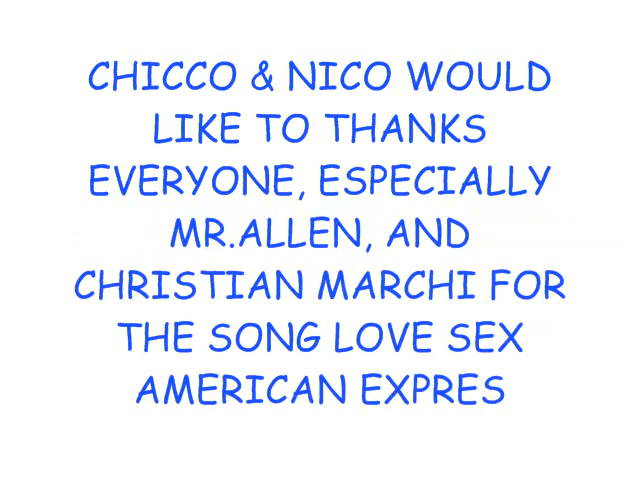 CHICCO & NICO WOULD
LIKE TO THANKS
EVERYONE, ESPECIALLY
MR.ALLEN, AND
CHRISTIAN MARCHI FOR
THE SONG LOVE SEX
AMERICAN EXPRES